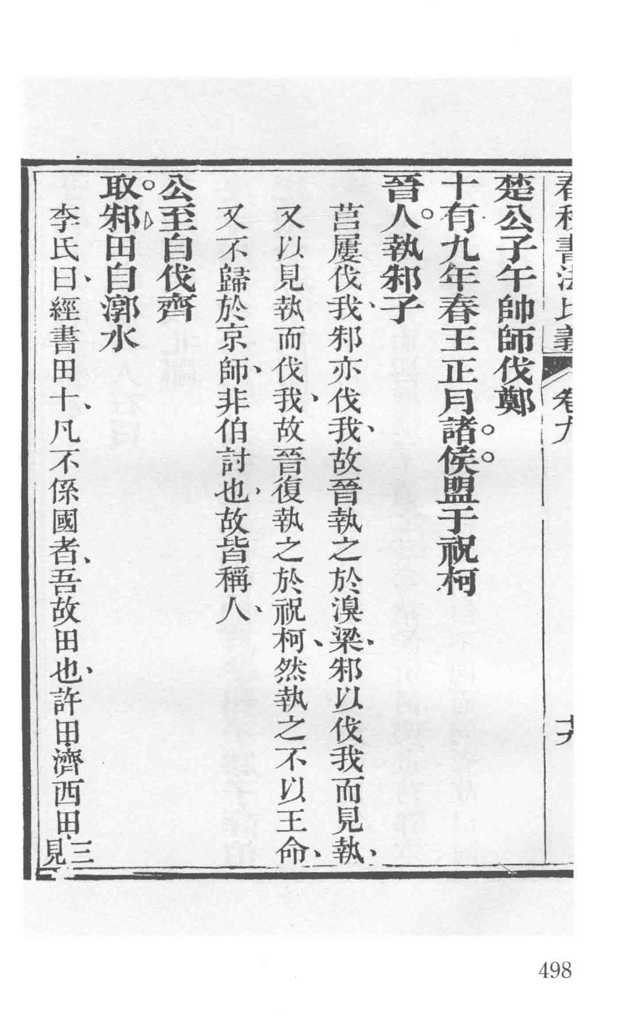 春秋書法比義 卷九 十六
楚公子午帥師伐鄭
十有九年春王正月諸侯盟于祝柯
晉人執邾子
莒屢伐我、邾亦伐我、故晉執之於溴梁、邾以伐我而見執、
又以見執而伐我、故晉復執之於祝柯、然執之不以王命、
又不歸於京師、非伯討也、故皆稱人、
公至自伐齊
取邾田自漷水
李氏曰、經書田十、凡不係國者、吾故田也、許田、濟西田、三見
498